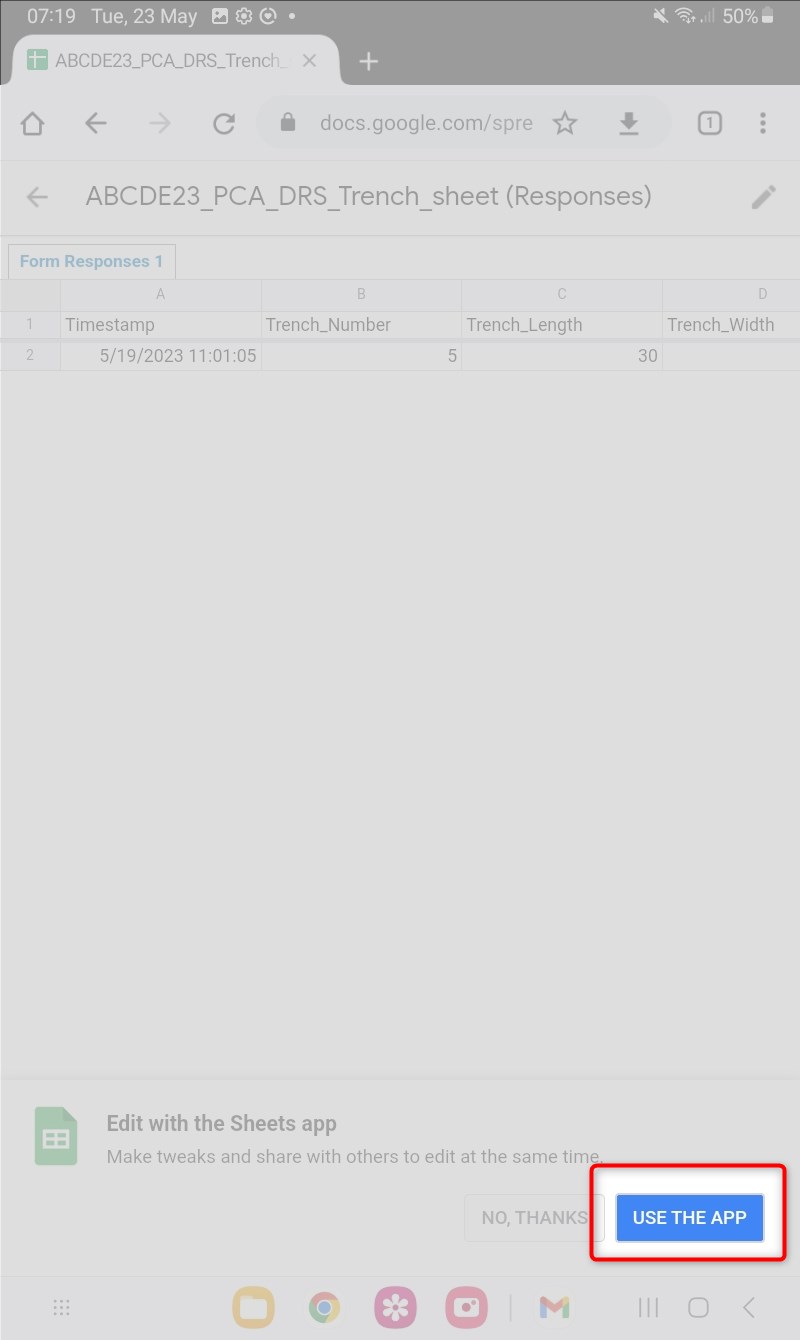 07:19 Tue, 23 May 50%
ABCDE23_PCA_DRS_Trench_
docs.google.com/spre 1
ABCDE23_PCA_DRS_Trench_sheet (Responses)
Form Responses 1
A B C D
1 Timestamp Trench_Number Trench_Length Trench_Width
2 5/19/2023 11:01:05 5 30
Edit with the Sheets app
Make tweaks and share with others to edit at the same time.
NO, THANKS USE THE APP